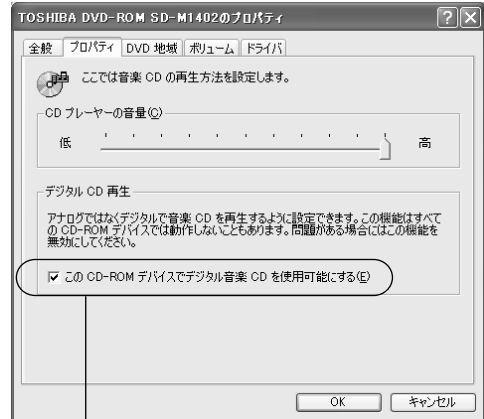 TOSHIBA DVD-ROM SD-M1402のプロパティ
全般 プロパティ DVD 地域 ボリューム ドライバ
ここでは音楽 CD の再生方法を設定します。
CD プレーヤーの音量(C)
低 高
デジタル CD 再生
アナログではなくデジタルで音楽 CD を再生するように設定できます。この機能はすべて
の CD-ROM デバイスでは動作しないこともあります。問題がある場合にはこの機能を
無効にしてください。
この CD-ROM デバイスでデジタル音楽 CD を使用可能にする(E)
OK キャンセル